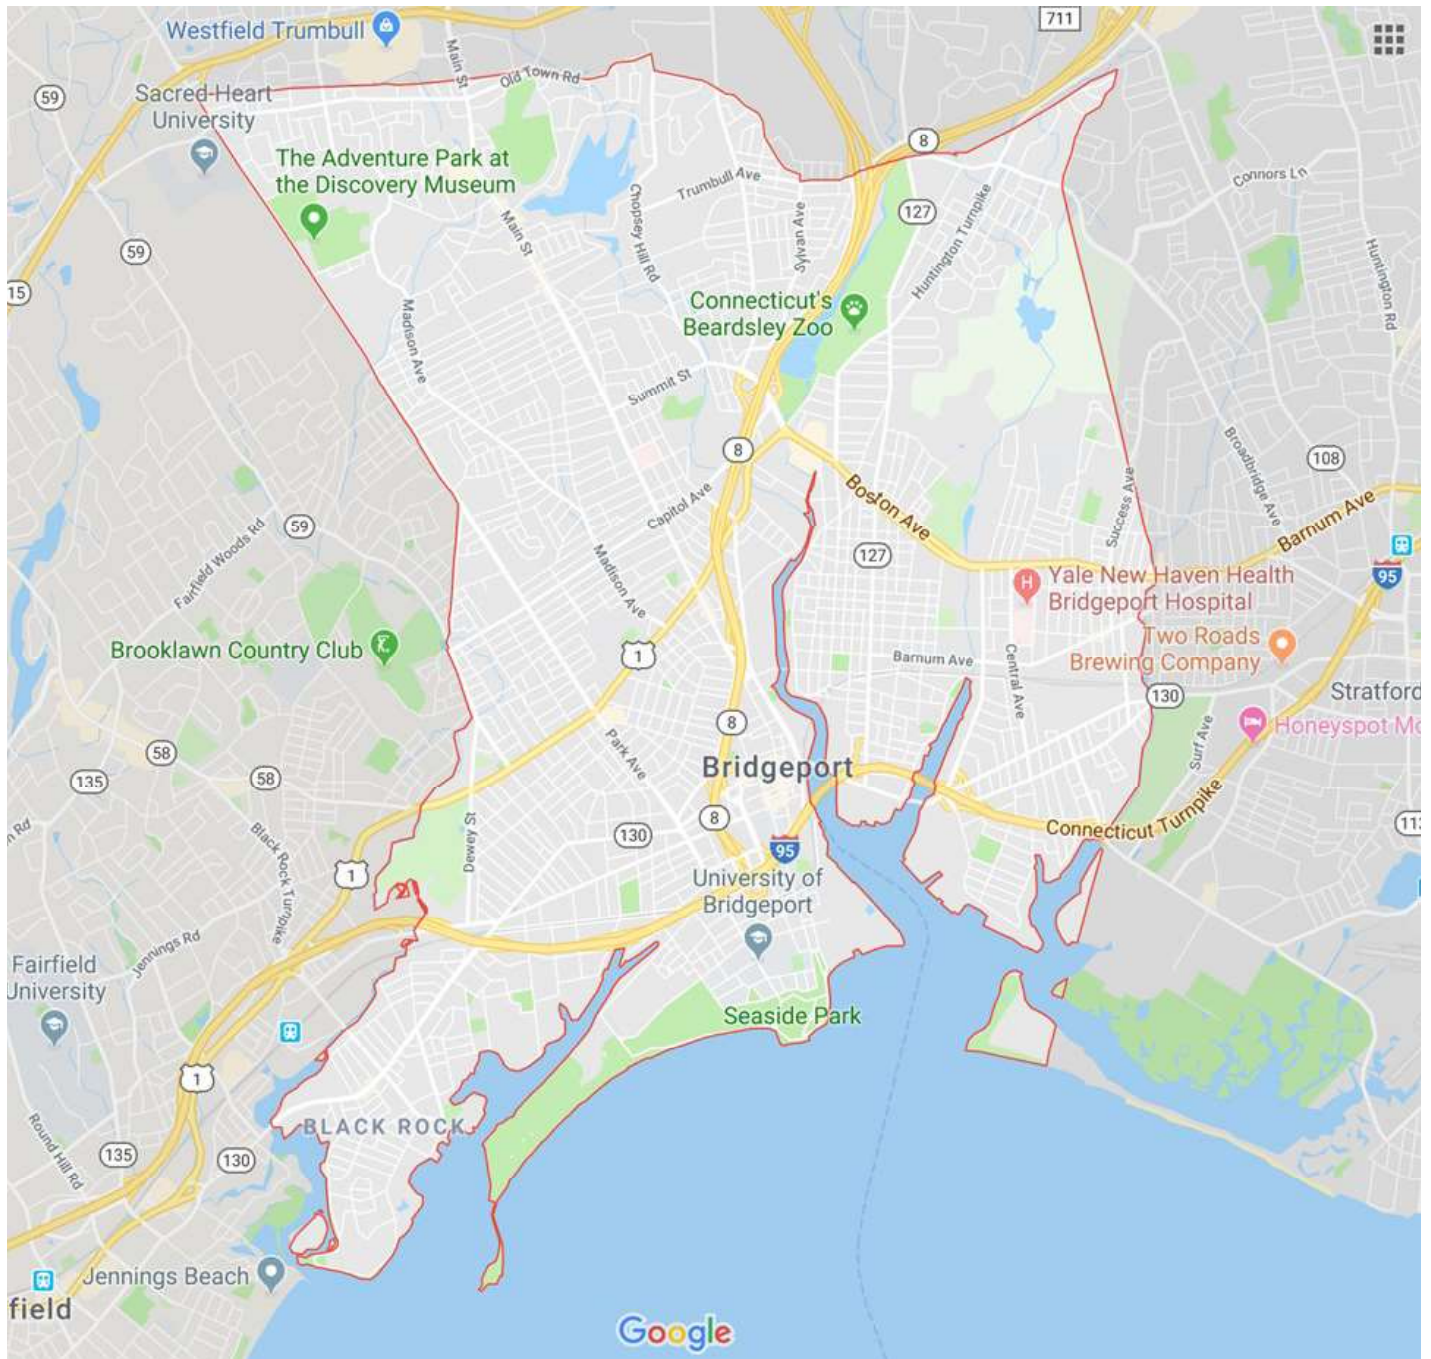 711
Westfield Trumbull
Main St
Old Town Rd
59
Sacred Heart
University
8
The Adventure Park at
the Discovery Museum
Trumbull Ave
Connors Ln
127
Chopsey Hill Rd
Sylvan Ave
Huntington Turnpike
Main St
59
Huntington Rd
15
Connecticut's
Beardsley Zoo
Madison Ave
Summit St
8
Broadbridge Ave
108
Success Ave
Capitol Ave
Boston Ave
Barnum Ave
59
Fairfield Woods Rd
127
Madison Ave
95
H
Yale New Haven Health
Bridgeport Hospital
Brooklawn Country Club
1
Two Roads
Brewing Company
Barnum Ave
Central Ave
130
Stratford
8
Honeyspot Mo
Surf Ave
58
58
135
Park Ave
Bridgeport
n Rd
8
130
Connecticut Turnpike
113
Dewey St
Black Rock Turnpike
95
1
University of
Bridgeport
Jennings Rd
Fairfield
University
Seaside Park
1
BLACK ROCK
Round Hill Rd
135
130
Jennings Beach
field
Google